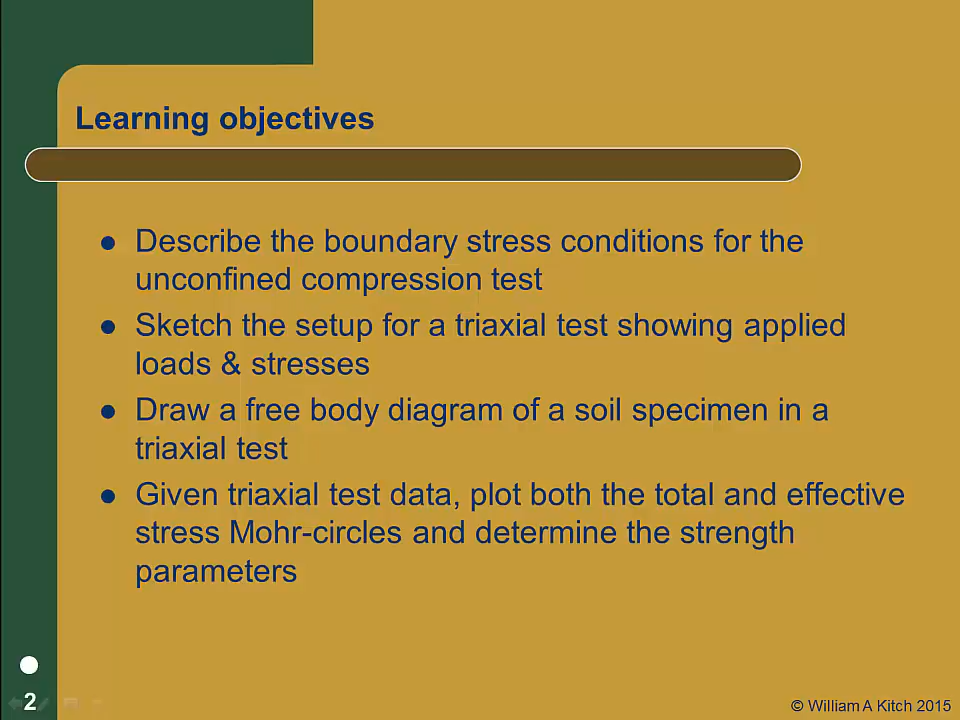 Learning objectives
● Describe the boundary stress conditions for the
unconfined compression test
● Sketch the setup for a triaxial test showing applied
loads & stresses
● Draw a free body diagram of a soil specimen in a
triaxial test
● Given triaxial test data, plot both the total and effective
stress Mohr-circles and determine the strength
parameters
2
© William A Kitch 2015